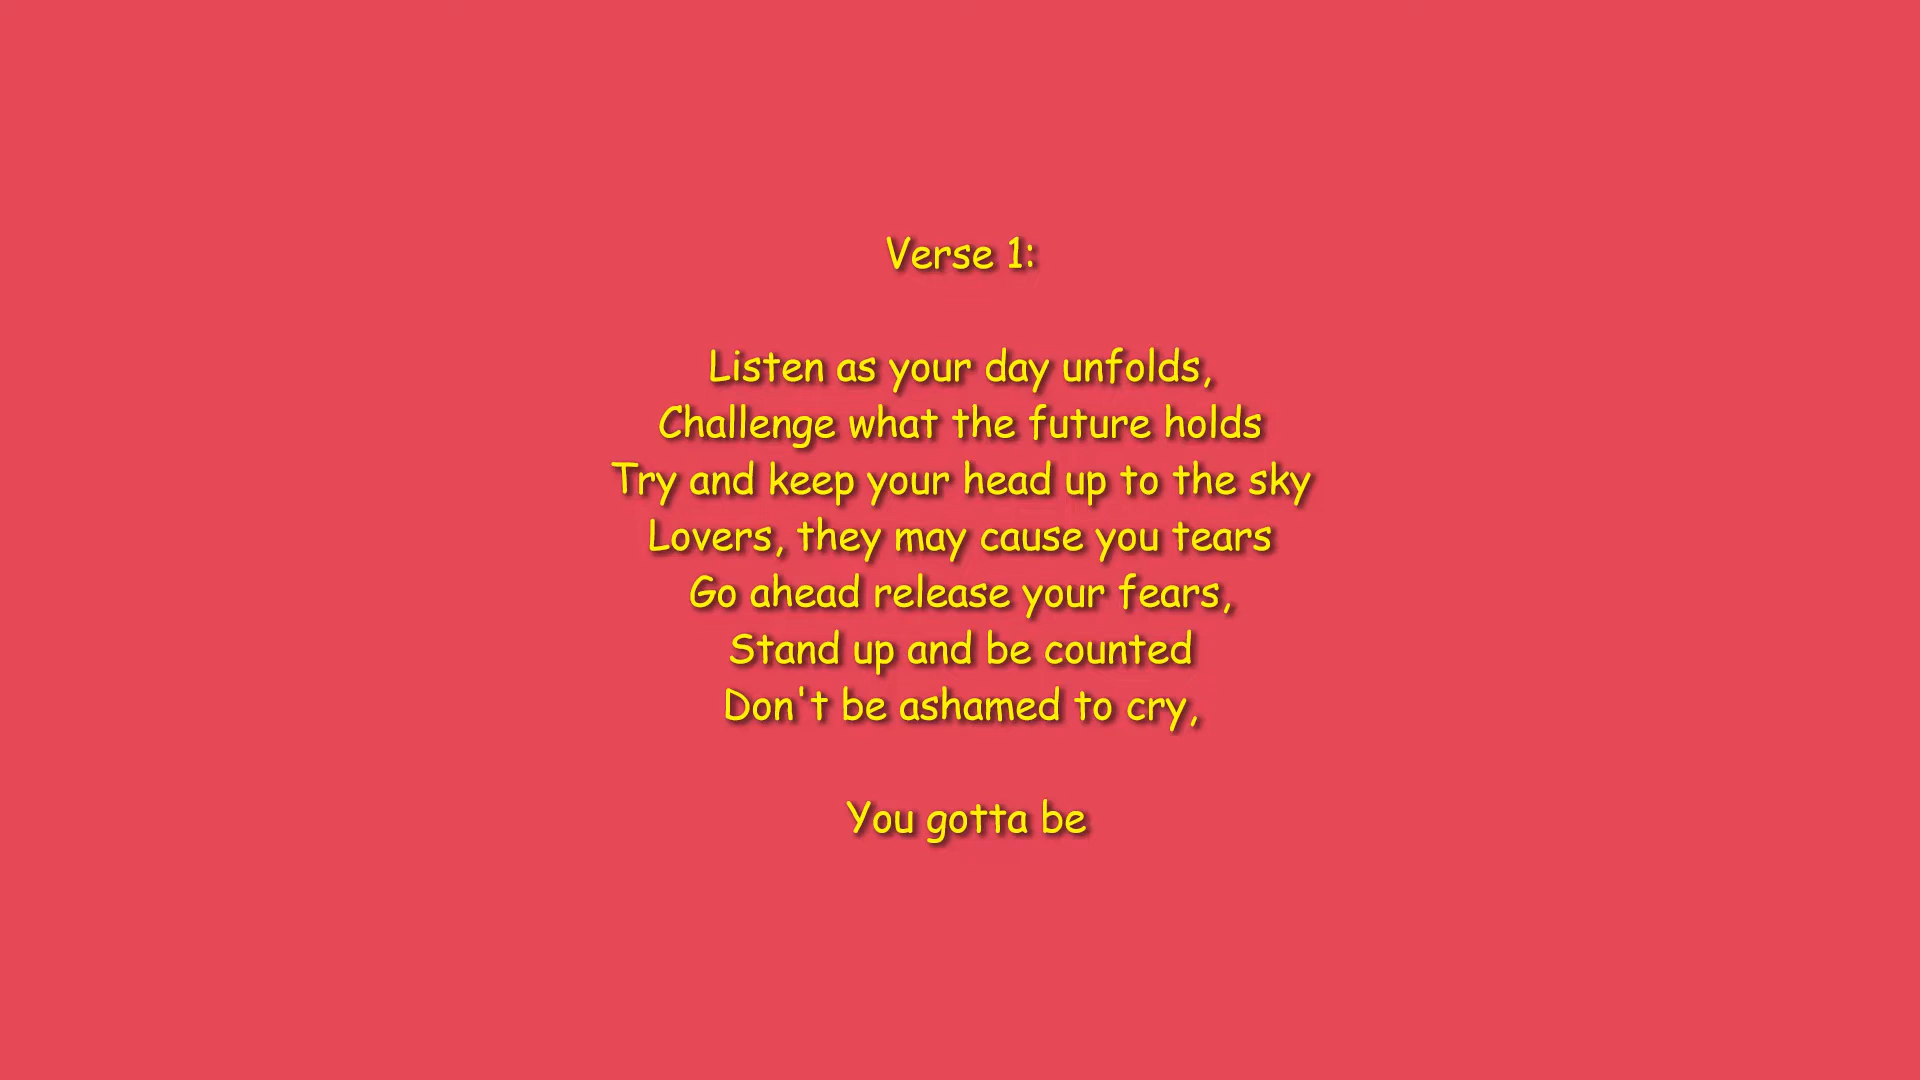 Verse 1:
Listen as your day unfolds,
Challenge what the future holds
Try and keep your head up to the sky
Lovers, they may cause you tears
Go ahead release your fears,
Stand up and be counted
Don't be ashamed to cry,
You gotta be